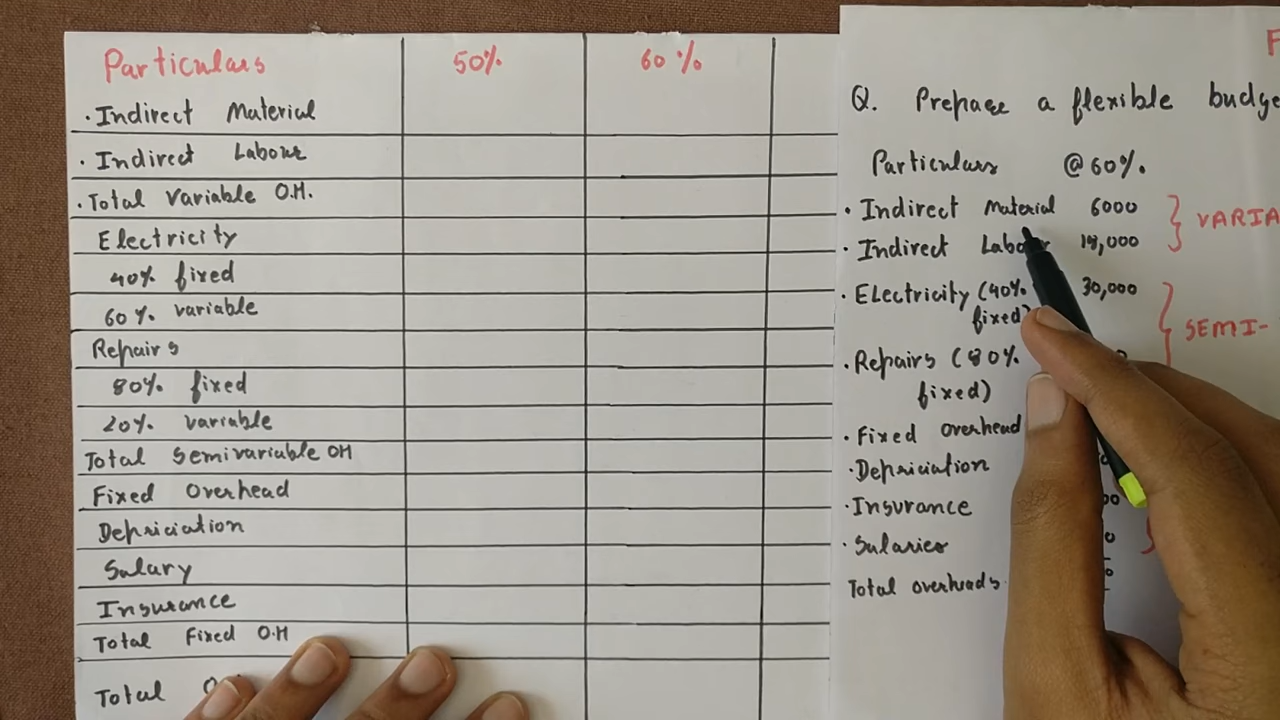 Particulars 50% 60%
. Indirect Material
. Indirect Labour
. Total Variable O.H.
Electricity
40% fixed
60% variable
Repairs
80% fixed
20% variable
Total Semivariable OH
Fixed Overhead
Depriciation
Salary
Insurance
Total Fixed O.H
Total
F
Q. Prepare a flexible budge
Particulars @60%.
. Indirect Material 6000
. Indirect Labour
VARIA
. Electricity (40% fixed) 30,000
SEMI-
. Repairs (80% fixed)
. Fixed Overhead
. Depriciation
. Insurance
. Salaries
Total overheads